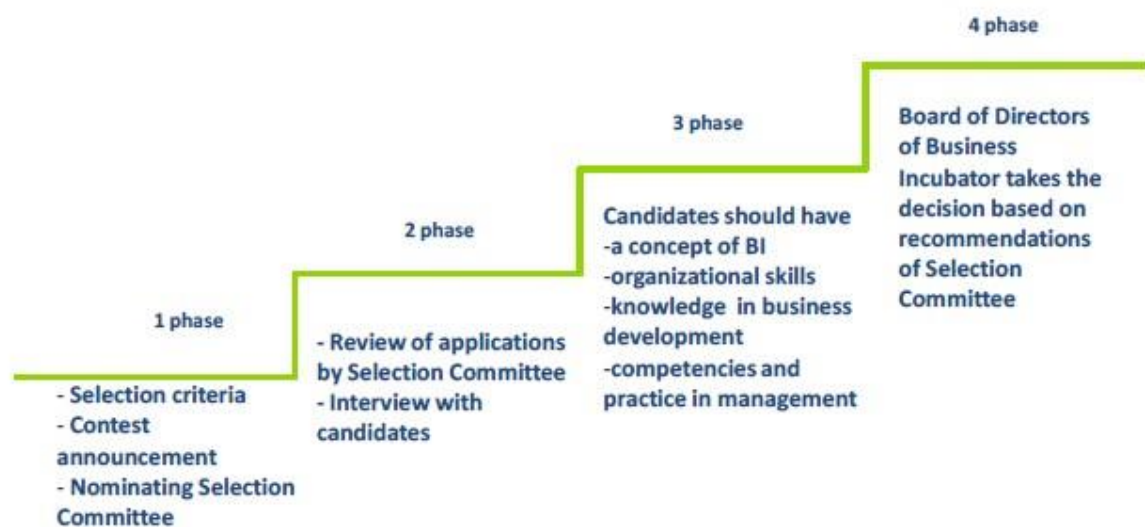 1 phase
- Selection criteria
- Contest
announcement
- Nominating Selection
Committee
2 phase
- Review of applications
by Selection Committee
- Interview with
candidates
3 phase
Candidates should have
-a concept of BI
-organizational skills
-knowledge in business
development
-competencies and
practice in management
4 phase
Board of Directors
of Business
Incubator takes the
decision based on
recommendations
of Selection
Committee